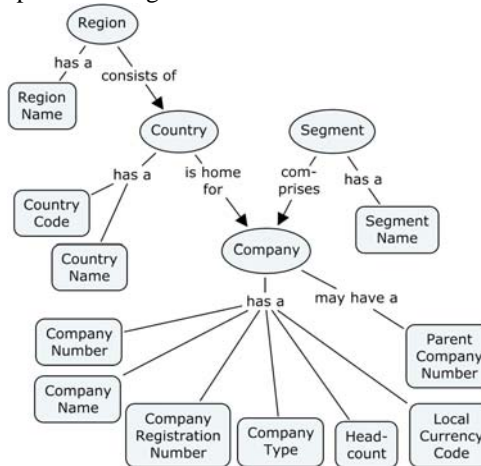 Region
has a
consists of
Region
Name
Country
Segment
has a
is home
for
com-
prises
has a
Country
Code
Country
Name
Segment
Name
Company
has a
may have a
Company
Number
Company
Name
Company
Registration
Number
Company
Type
Head-
count
Local
Currency
Code
Parent
Company
Number